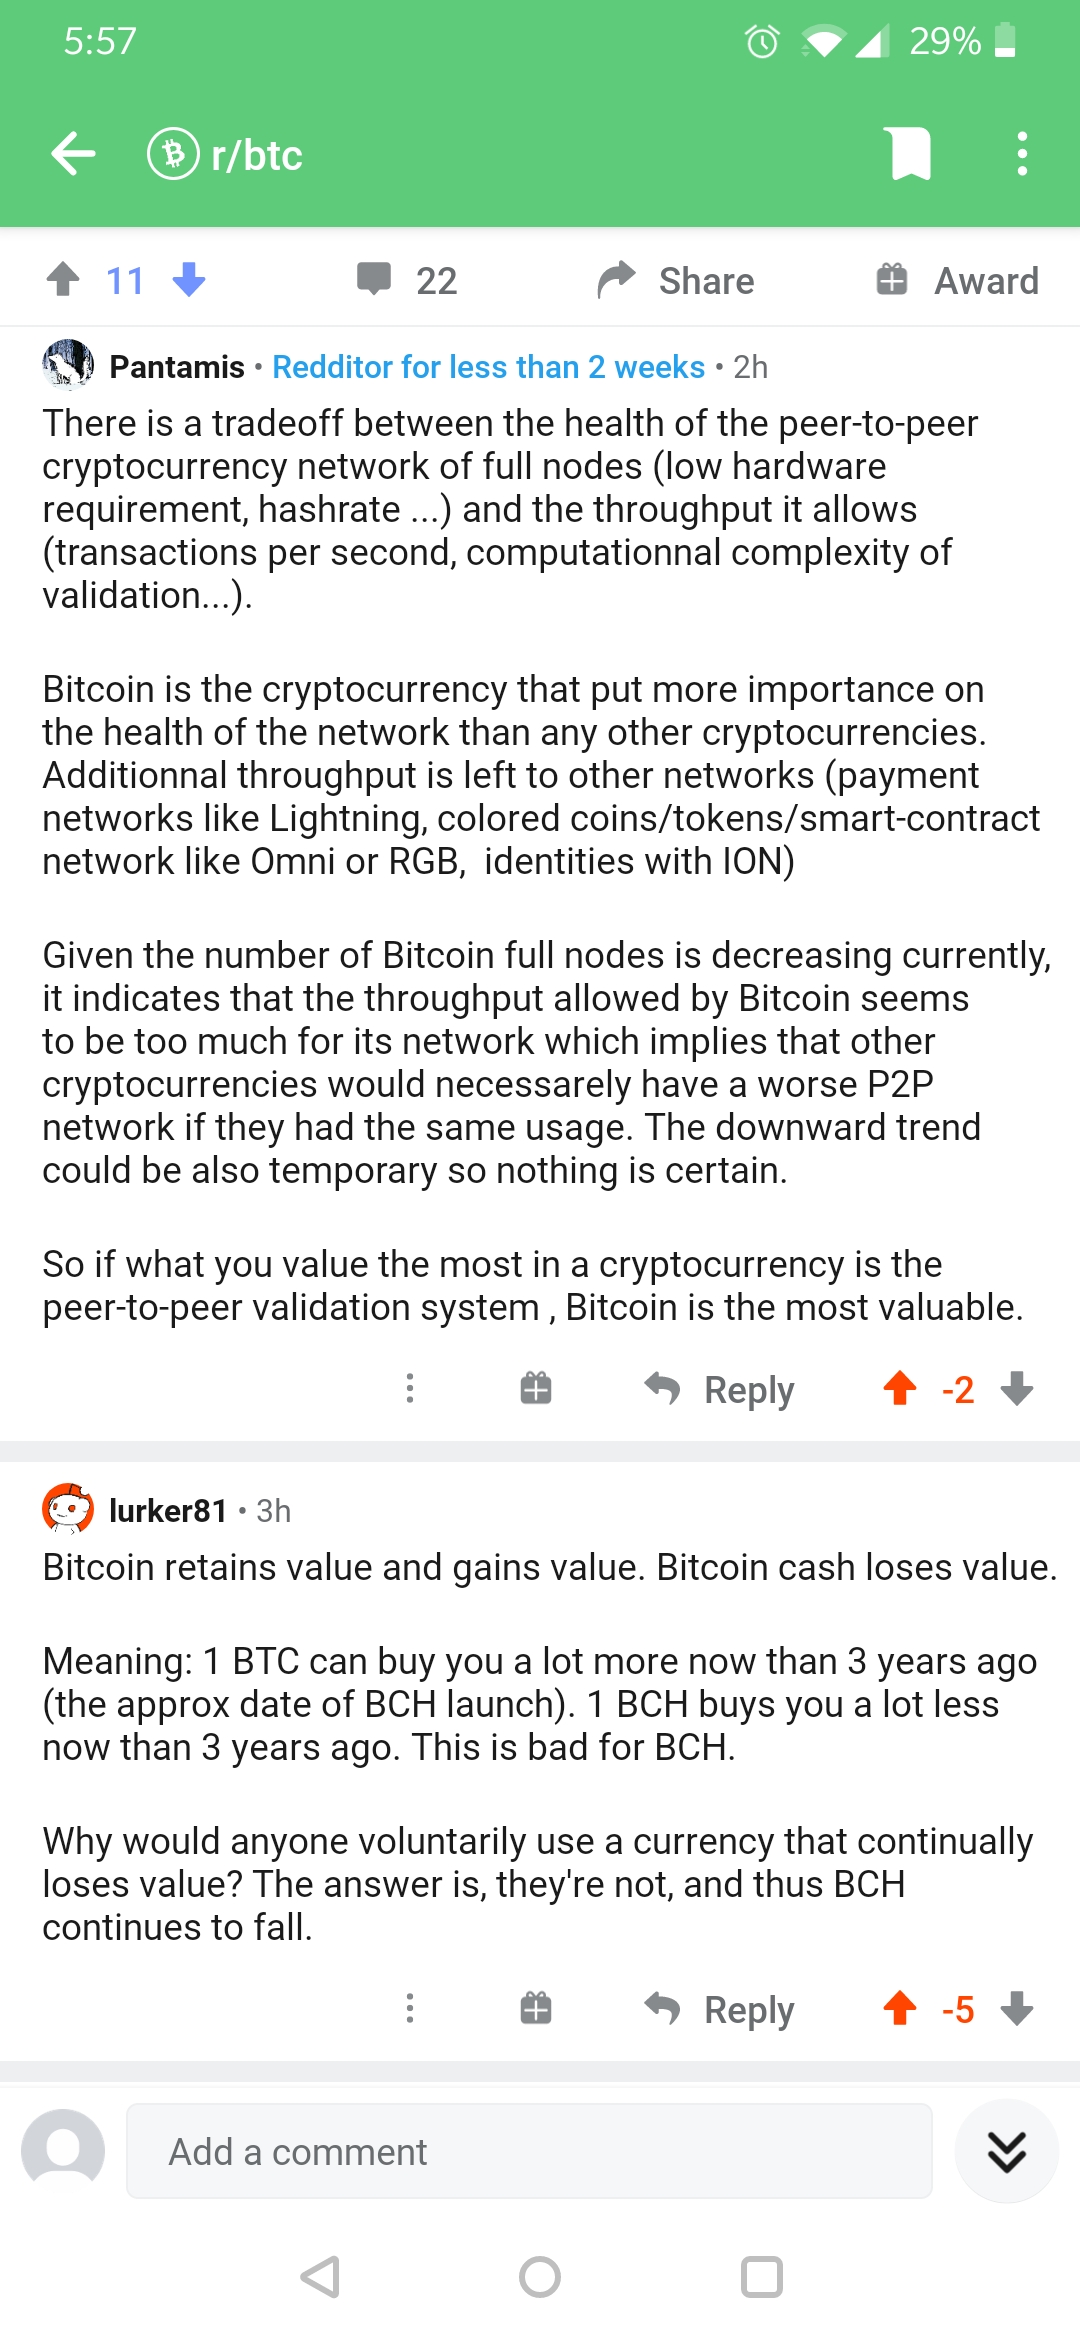 5:57
29%
r/btc
11
22
Share
Award
Pantamis • Redditor for less than 2 weeks • 2h
There is a tradeoff between the health of the peer-to-peer
cryptocurrency network of full nodes (low hardware
requirement, hashrate ...) and the throughput it allows
(transactions per second, computationnal complexity of
validation...).
Bitcoin is the cryptocurrency that put more importance on
the health of the network than any other cryptocurrencies.
Additionnal throughput is left to other networks (payment
networks like Lightning, colored coins/tokens/smart-contract
network like Omni or RGB,  identities with ION)
Given the number of Bitcoin full nodes is decreasing currently,
it indicates that the throughput allowed by Bitcoin seems
to be too much for its network which implies that other
cryptocurrencies would necessarely have a worse P2P
network if they had the same usage. The downward trend
could be also temporary so nothing is certain.
So if what you value the most in a cryptocurrency is the
peer-to-peer validation system , Bitcoin is the most valuable.
Reply
-2
lurker81 • 3h
Bitcoin retains value and gains value. Bitcoin cash loses value.
Meaning: 1 BTC can buy you a lot more now than 3 years ago
(the approx date of BCH launch). 1 BCH buys you a lot less
now than 3 years ago. This is bad for BCH.
Why would anyone voluntarily use a currency that continually
loses value? The answer is, they're not, and thus BCH
continues to fall.
Reply
-5
Add a comment